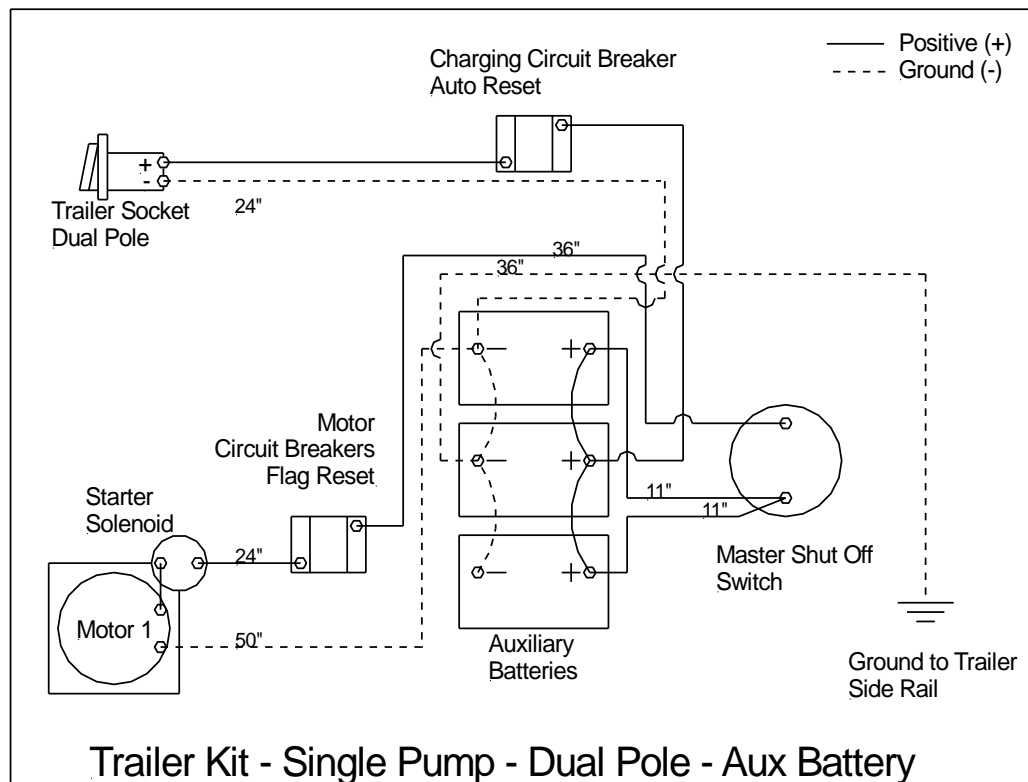 Positive (+)
Ground (-)
Charging Circuit Breaker
Auto Reset
+
-
24"
Trailer Socket
Dual Pole
36"
36"
− +
Motor
Circuit Breakers
Flag Reset
− +
11"
11"
Starter
Solenoid
24"
Master Shut Off
Switch
− +
Motor 1
50"
Auxiliary
Batteries
Ground to Trailer
Side Rail
Trailer Kit - Single Pump - Dual Pole - Aux Battery